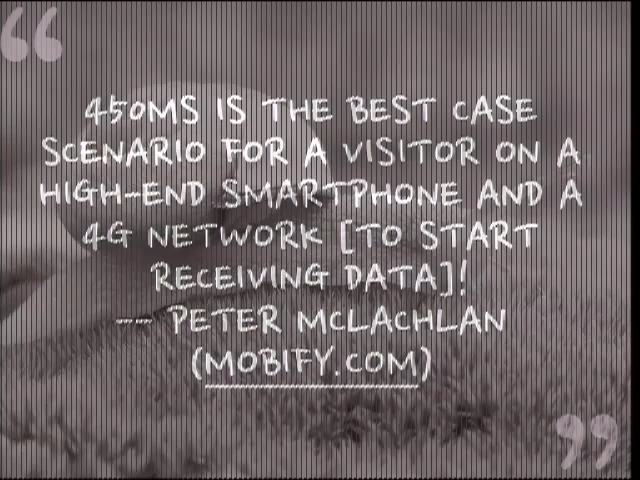 “
450MS IS THE BEST CASE
SCENARIO FOR A VISITOR ON A
HIGH-END SMARTPHONE AND A
4G NETWORK [TO START
RECEIVING DATA]!
-- PETER MCLACHLAN
(MOBIFY.COM)
”